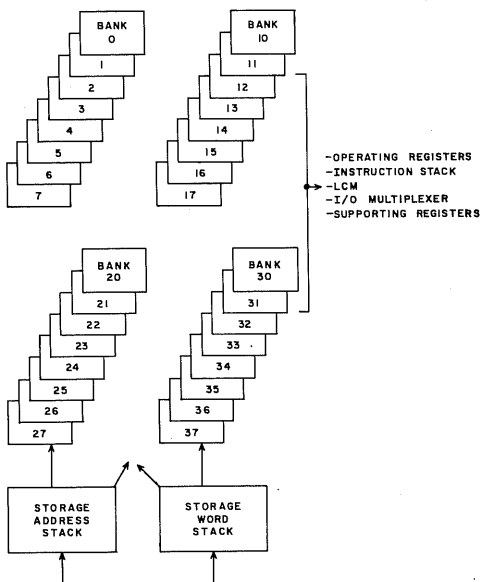 BANK
0
1
2
3
4
5
6
7
BANK
10
11
12
13
14
15
16
17
-OPERATING REGISTERS
-INSTRUCTION STACK
-LCM
-I/O MULTIPLEXER
-SUPPORTING REGISTERS
BANK
20
21
22
23
24
25
26
27
BANK
30
31
32
33
34
35
36
37
STORAGE
ADDRESS
STACK
STORAGE
WORD
STACK